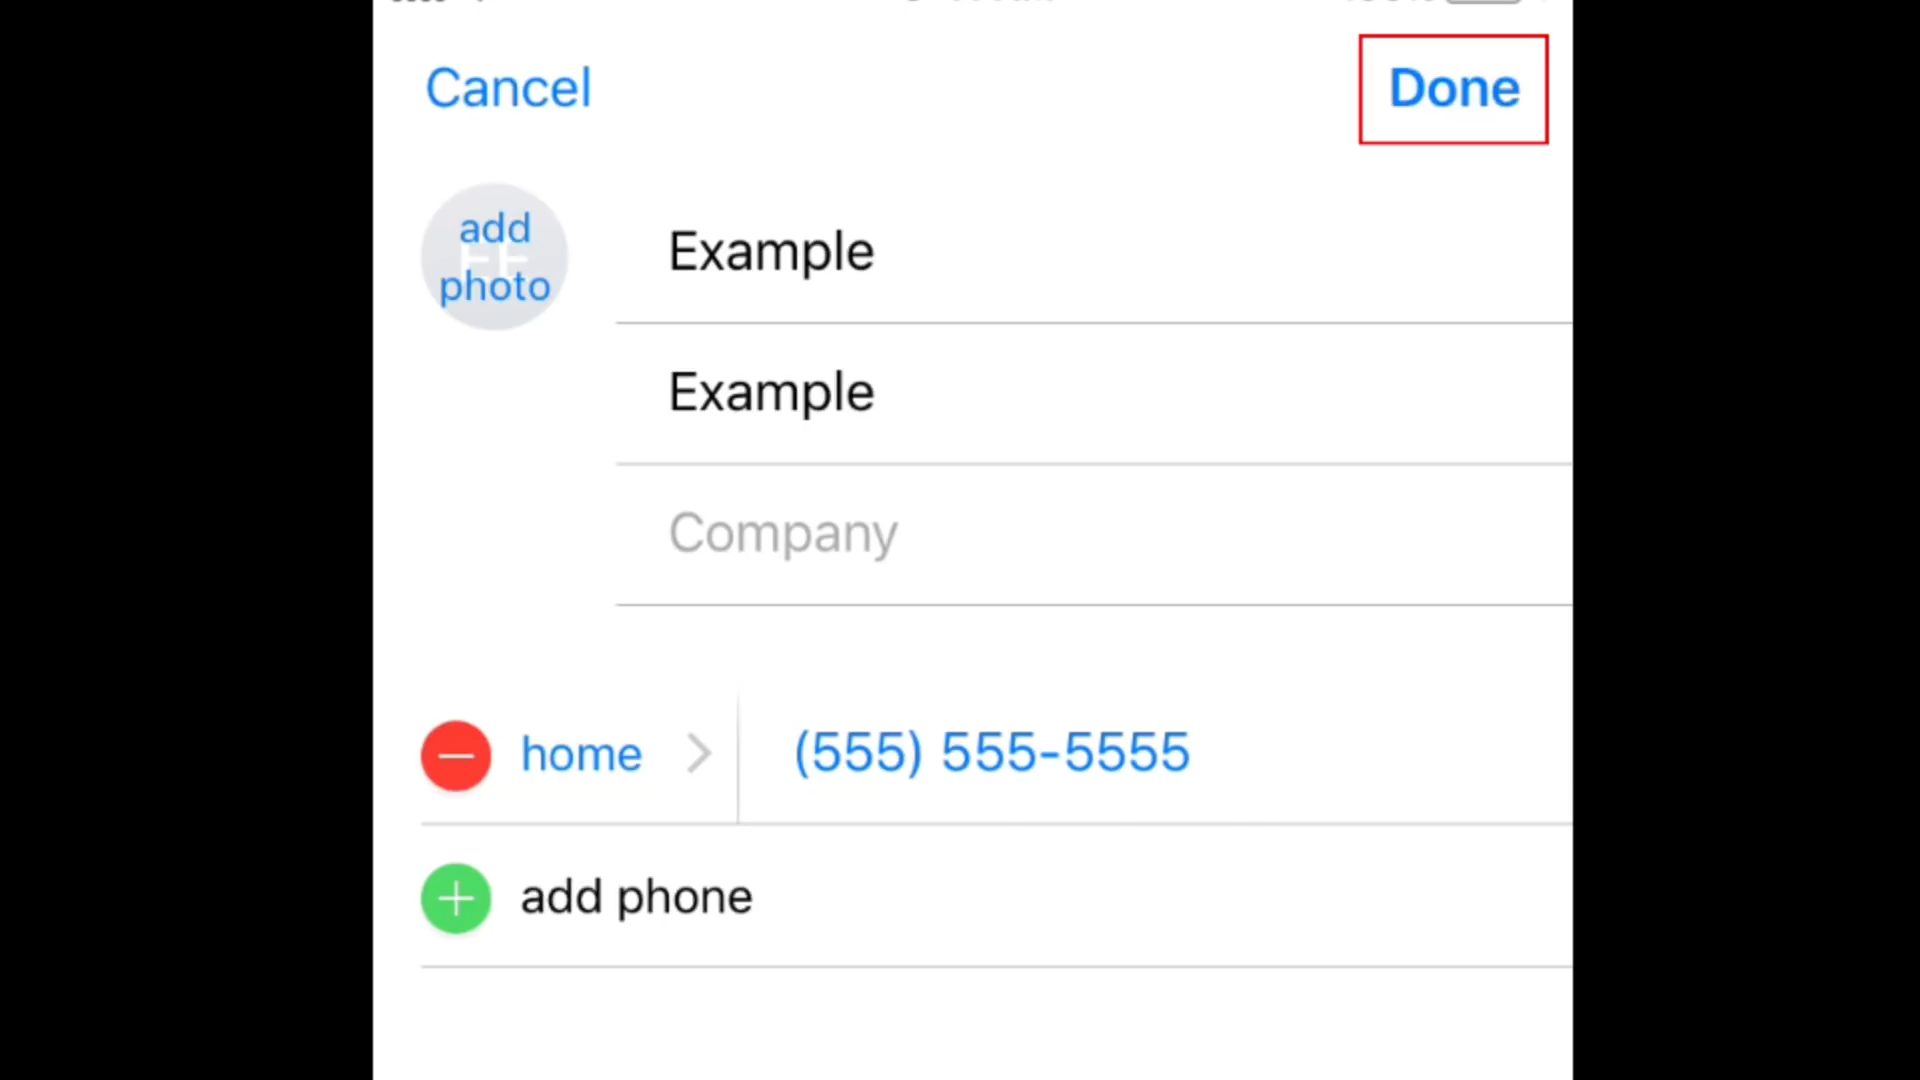 Cancel
Done
add
photo
Example
Example
Company
home
(555) 555-5555
add phone